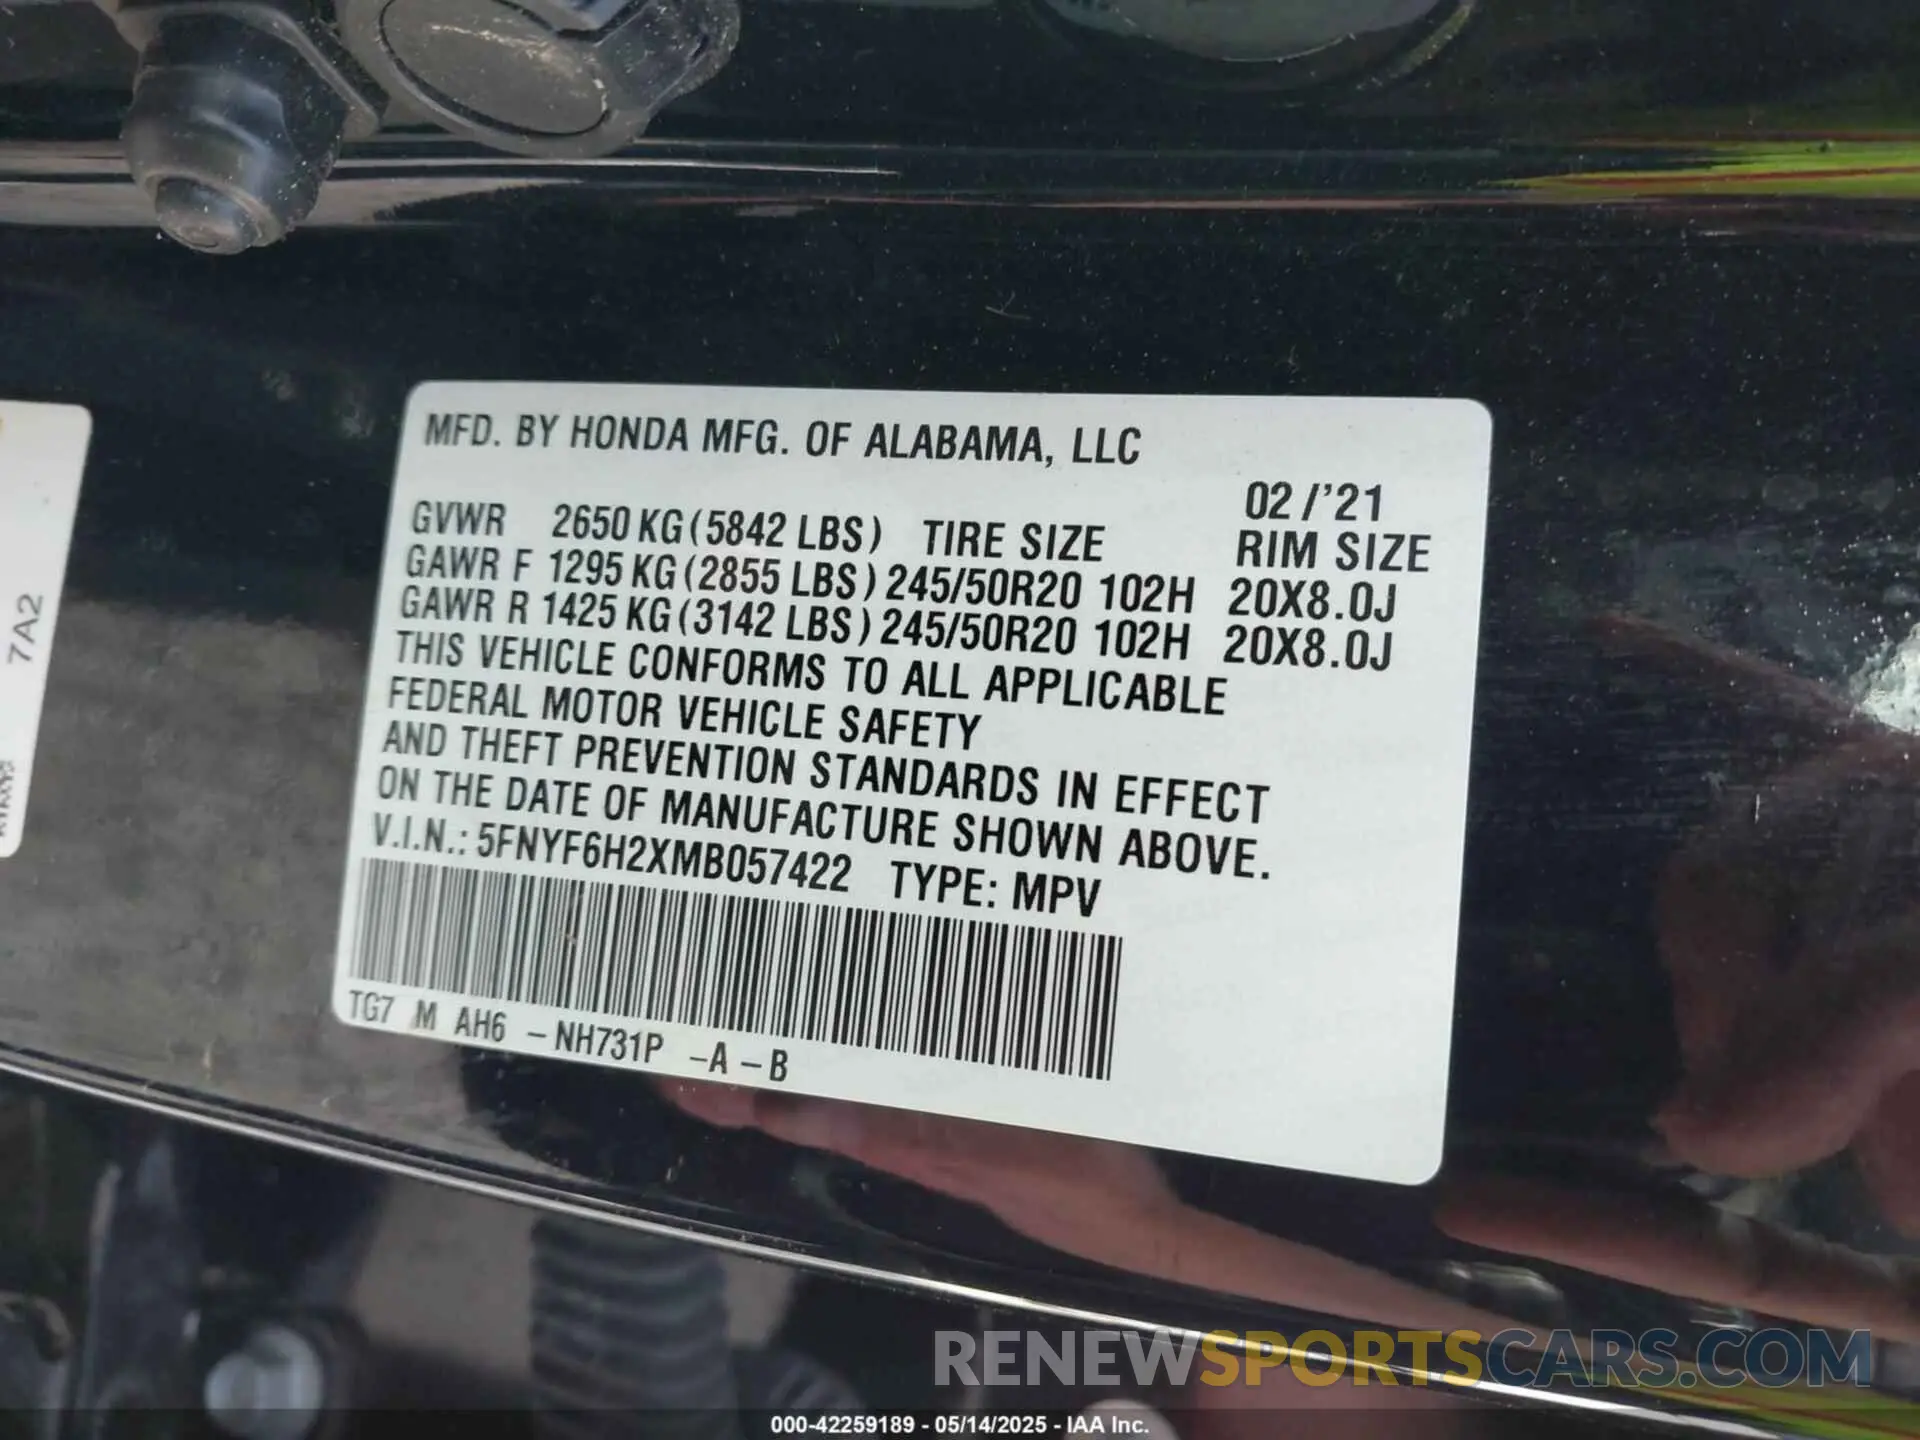 MFD. BY HONDA MFG. OF ALABAMA, LLC
02 /'21
GVWR 2650 KG (5842 LBS) TIRE SIZE RIM SIZE
GAWR F 1295 KG (2855 LBS) 245/50R20 102H 20X8.0J
GAWR R 1425 KG (3142 LBS) 245/50R20 102H 20X8.0J
THIS VEHICLE CONFORMS TO ALL APPLICABLE
FEDERAL MOTOR VEHICLE SAFETY
AND THEFT PREVENTION STANDARDS IN EFFECT
ON THE DATE OF MANUFACTURE SHOWN ABOVE.
V.I.N.: 5FNYF6H2XMB057422 TYPE: MPV
TG7 M AH6 -NH731P -A -B
7A2
RENEWSPORTSCARS.COM
000-42259189 - 05/14/2025 - IAA Inc.